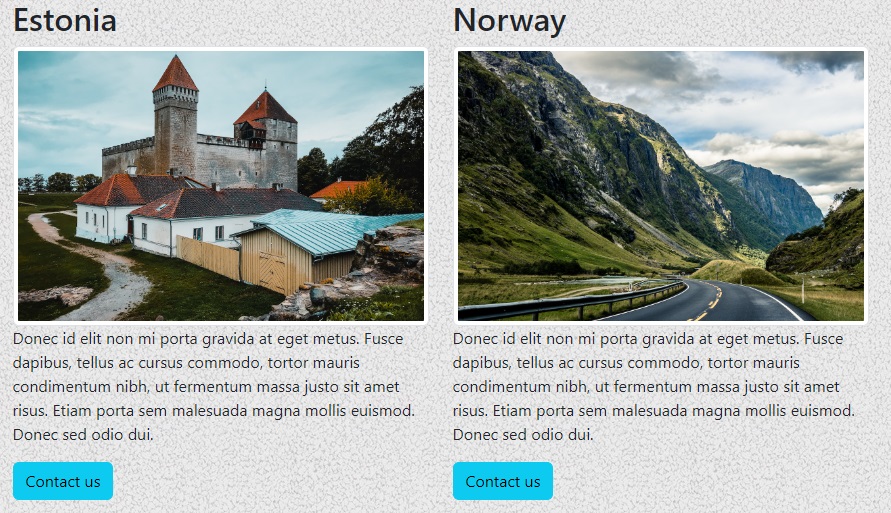 Estonia
Donec id elit non mi porta gravida at eget metus. Fusce
dapibus, tellus ac cursus commodo, tortor mauris
condimentum nibh, ut fermentum massa justo sit amet
risus. Etiam porta sem malesuada magna mollis euismod.
Donec sed odio dui.
Contact us
Norway
Donec id elit non mi porta gravida at eget metus. Fusce
dapibus, tellus ac cursus commodo, tortor mauris
condimentum nibh, ut fermentum massa justo sit amet
risus. Etiam porta sem malesuada magna mollis euismod.
Donec sed odio dui.
Contact us